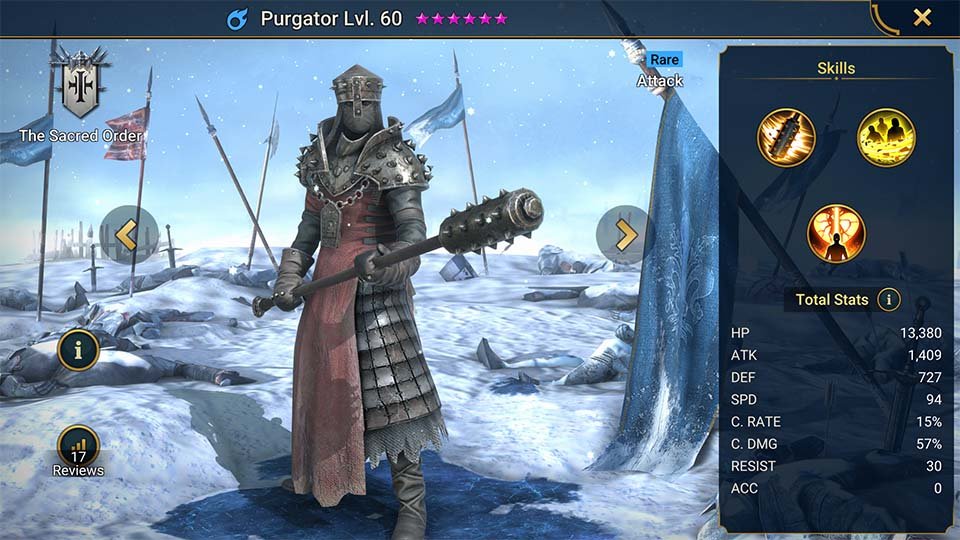 Purgator Lvl. 60
Rare
Attack
The Sacred Order
17
Reviews
Skills
Total Stats i
HP 13,380
ATK 1,409
DEF 727
SPD 94
C. RATE 15%
C. DMG 57%
RESIST 30
ACC 0